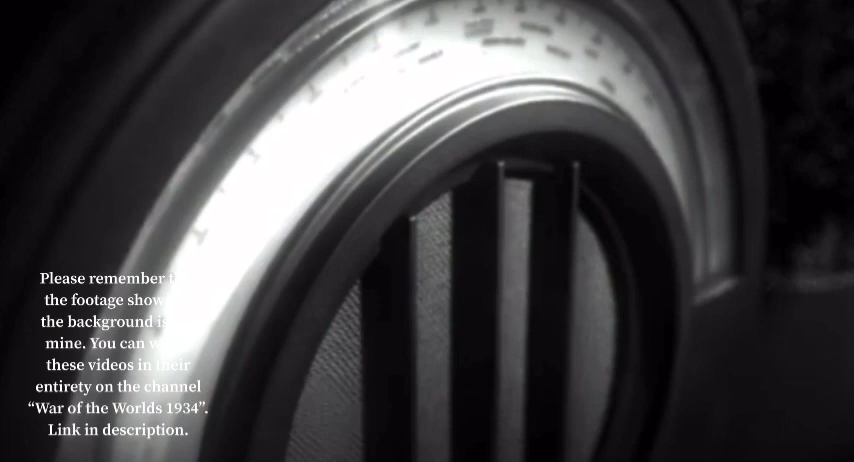 Please remember
the footage
the background is
mine. You can
these videos in their
entirety on the channel
“War of the Worlds 1934”.
Link in description.